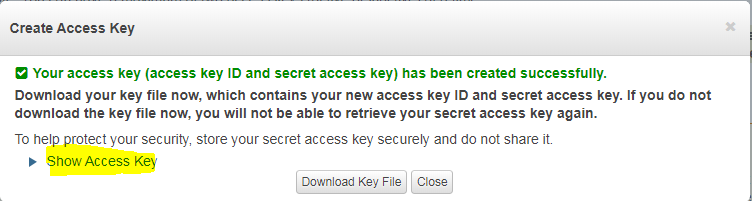 Create Access Key
Your access key (access key ID and secret access key) has been created successfully.
Download your key file now, which contains your new access key ID and secret access key. If you do not
download the key file now, you will not be able to retrieve your secret access key again.
To help protect your security, store your secret access key securely and do not share it.
Show Access Key
Download Key File Close